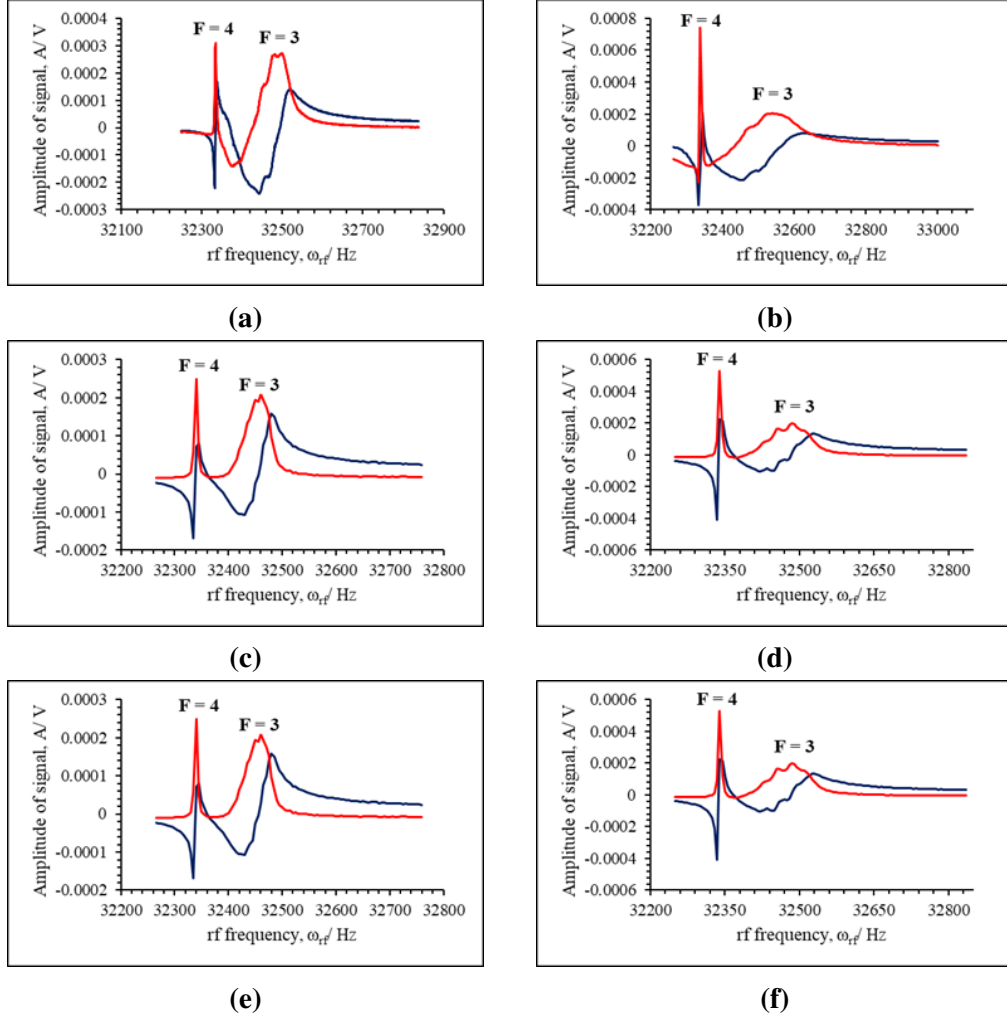 0.0004
0.0003
0.0002
0.0001
0
-0.0001
-0.0002
-0.0003
32100
32300
32500
32700
32900
Amplitude of signal, A/ V
rf frequency, ωrf/ Hz
F = 4
F = 3
(a)
0.0008
0.0006
0.0004
0.0002
0
-0.0002
-0.0004
32200
32400
32600
32800
33000
Amplitude of signal, A/ V
rf frequency, ωrf/ Hz
F = 4
F = 3
(b)
0.0003
0.0002
0.0001
0
-0.0001
-0.0002
32200
32300
32400
32500
32600
32700
32800
Amplitude of signal, A/ V
rf frequency, ωrf/ Hz
F = 4
F = 3
(c)
0.0006
0.0004
0.0002
0.0000
-0.0002
-0.0004
-0.0006
32200
32350
32500
32650
32800
Amplitude of signal, A/ V
rf frequency, ωrf/ Hz
F = 4
F = 3
(d)
0.0003
0.0002
0.0001
0
-0.0001
-0.0002
32200
32300
32400
32500
32600
32700
32800
Amplitude of signal, A/ V
rf frequency, ωrf/ Hz
F = 4
F = 3
(e)
0.0006
0.0004
0.0002
0.0000
-0.0002
-0.0004
-0.0006
32200
32350
32500
32650
32800
Amplitude of signal, A/ V
rf frequency, ωrf/ Hz
F = 4
F = 3
(f)